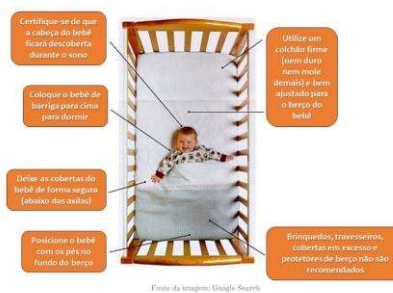 Certifique-se de que
a cabeça do bebê
ficará descoberta
durante o sono
Coloque o bebê de
barriga para cima
para dormir
Deixe as cobertas do
bebê de forma segura
(abaixo das axilas)
Posicione o bebê
com os pés no
fundo do berço
Utilize um
colchão firme
(nem duro
nem mole
demais) e bem
ajustado para
o berço do
bebê
Brinquedos, travesseiros,
cobertas em excesso e
protetores de berço não são
recomendados
Fonte da imagem: Google Search